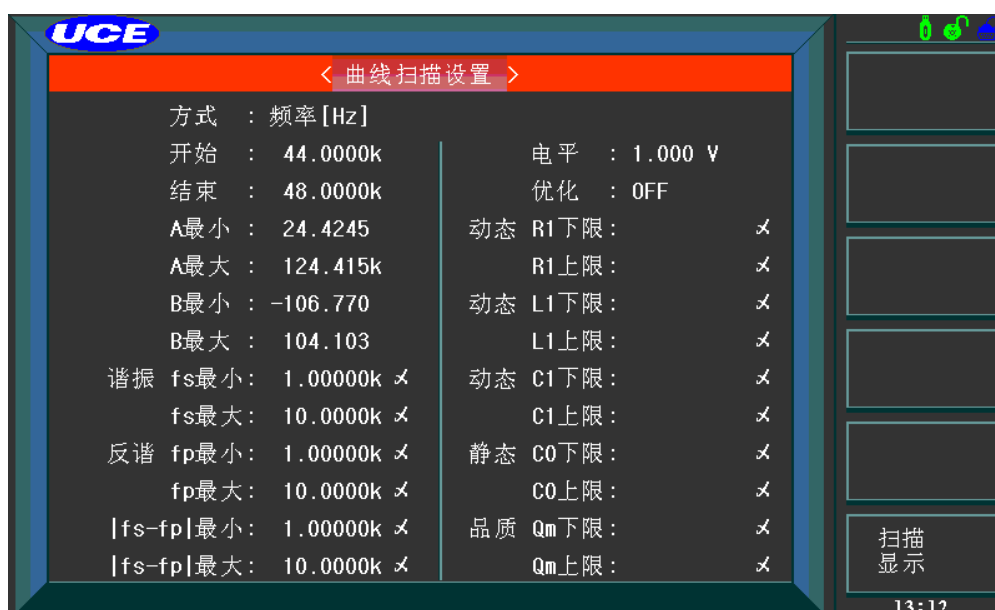 UCE
< 曲线扫描设置 >
方式 : 频率[Hz]
开始 : 44.0000k 电平 : 1.000 V
结束 : 48.0000k 优化 : OFF
A最小 : 24.4245 动态 R1下限:
A最大 : 124.415k R1上限:
B最小 : -106.770 动态 L1下限:
B最大 : 104.103 L1上限:
谐振 fs最小: 1.00000k 动态 C1下限:
fs最大: 10.0000k C1上限:
反谐 fp最小: 1.00000k 静态 C0下限:
fp最大: 10.0000k C0上限:
|fs-fp|最小: 1.00000k 品质 Qm下限:
|fs-fp|最大: 10.0000k Qm上限:
扫描
显示
13:12